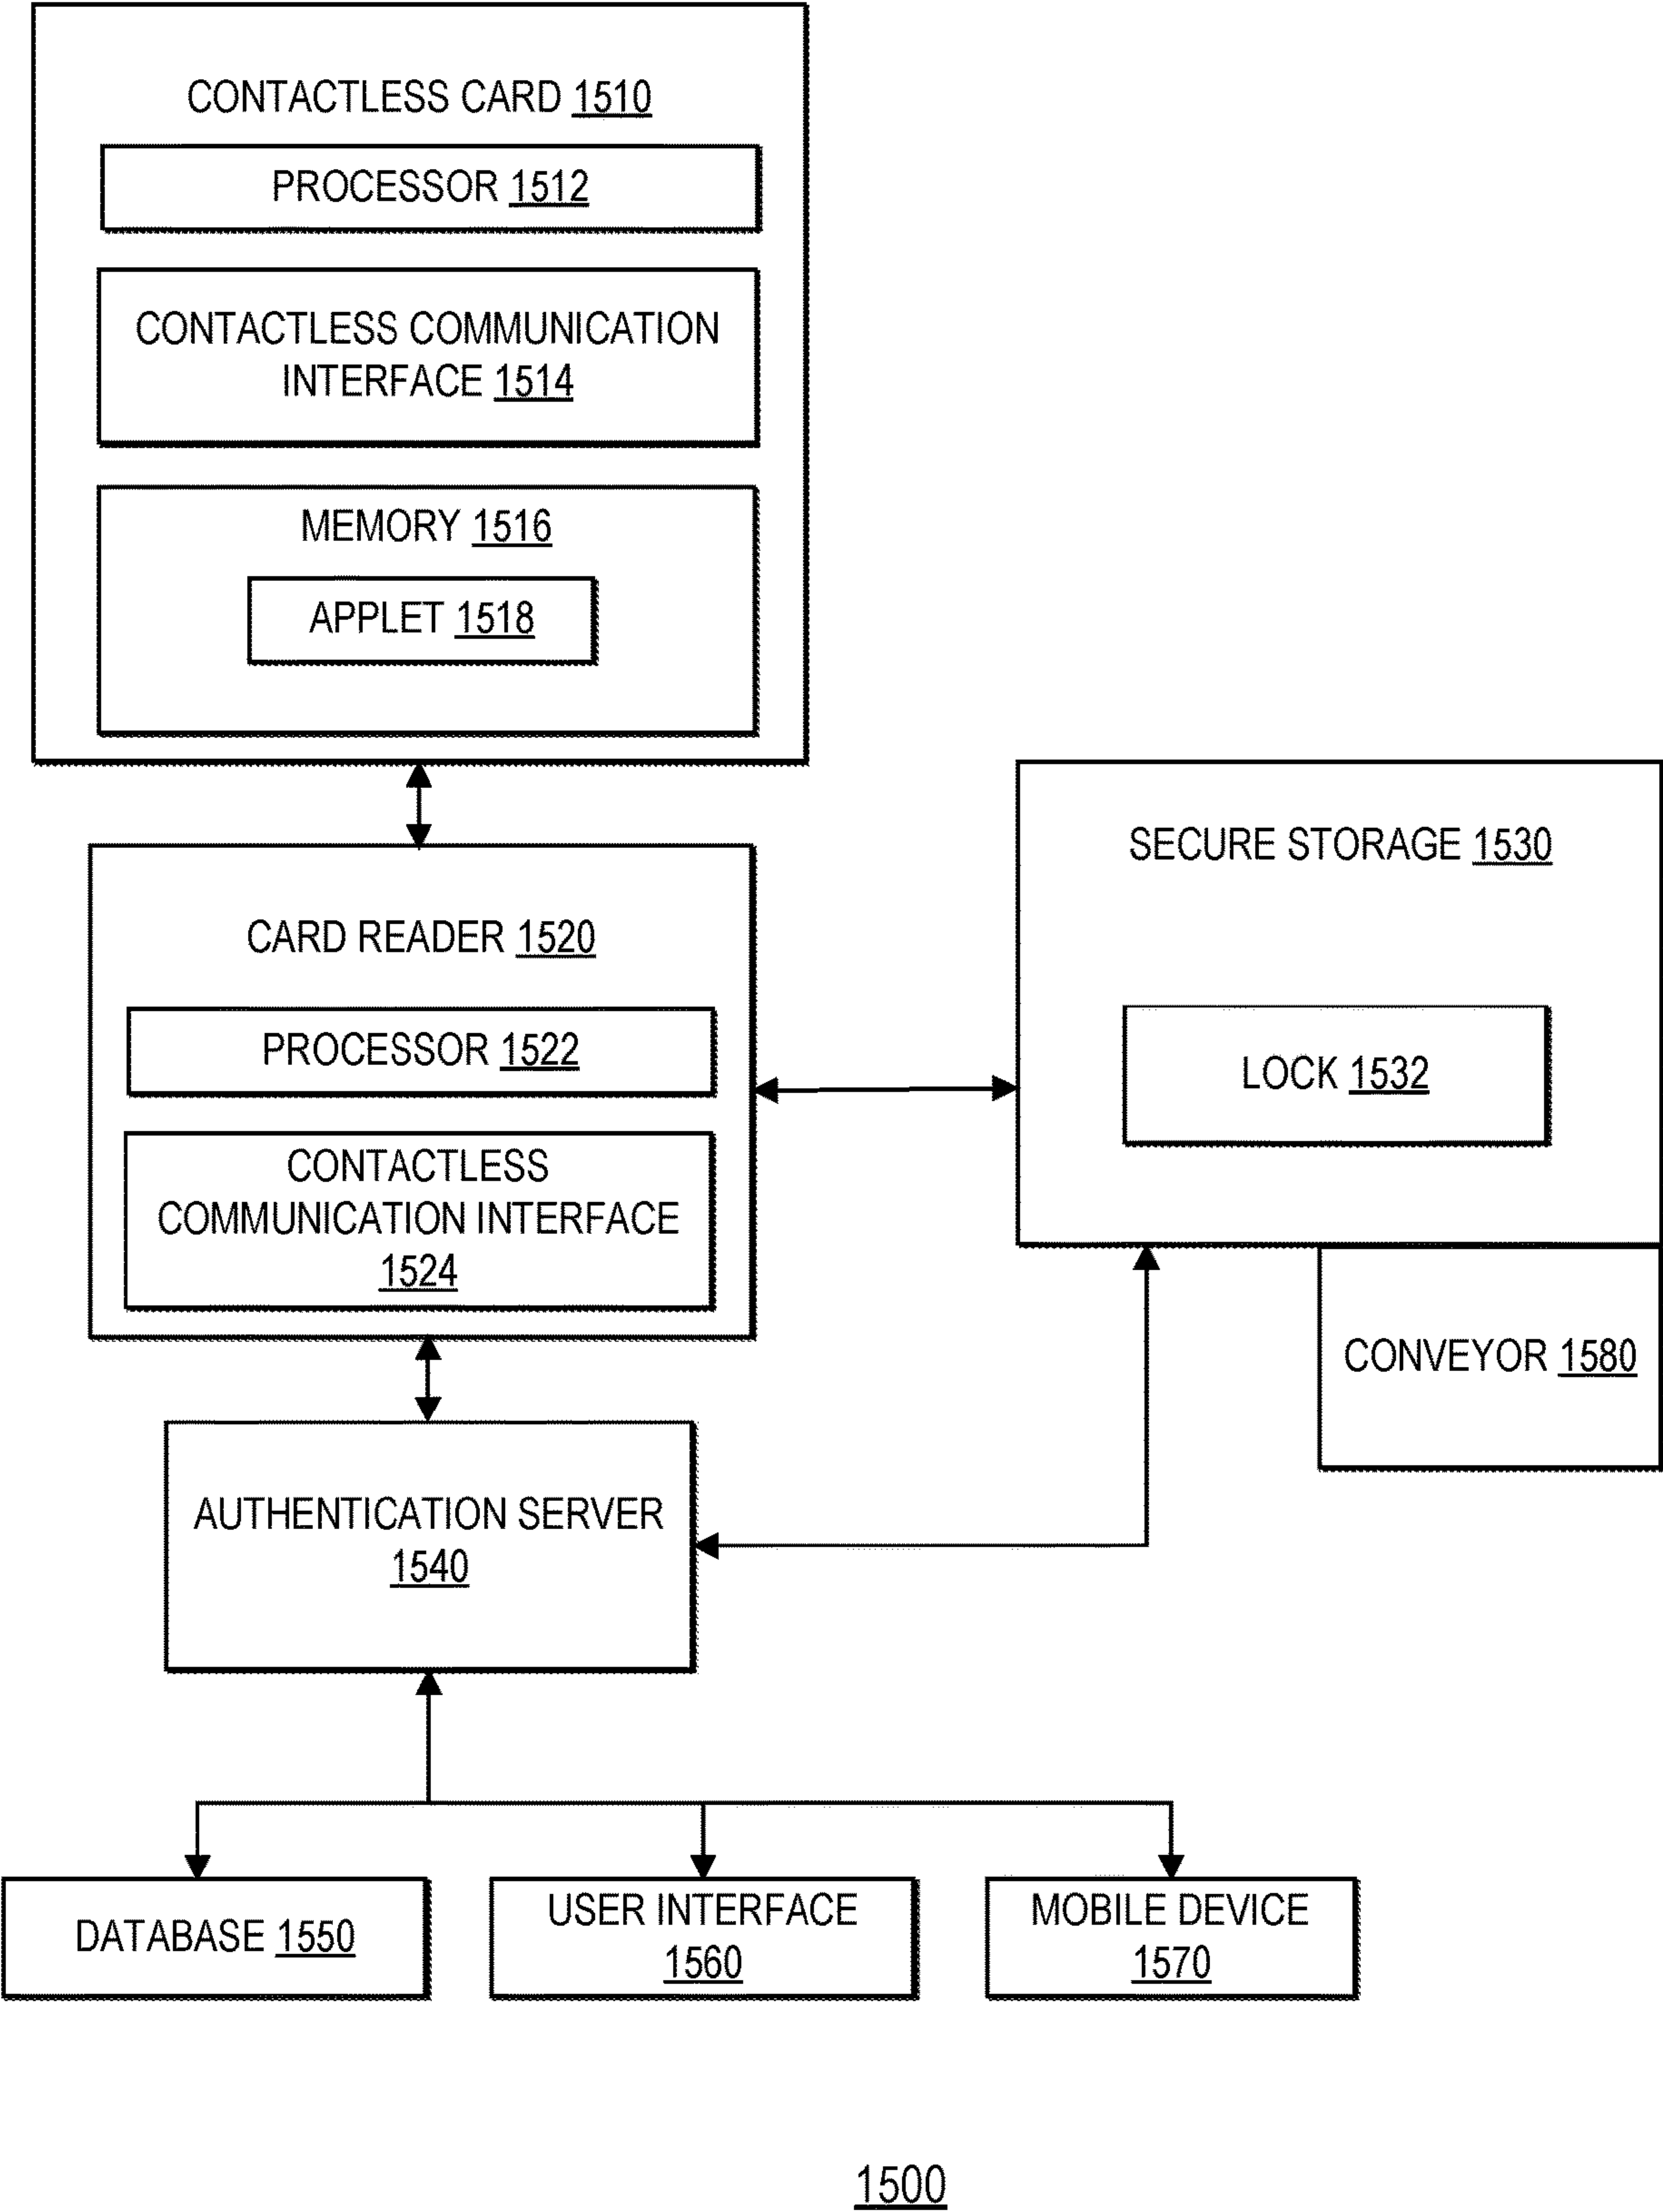 CONTACTLESS CARD 1510
PROCESSOR 1512
CONTACTLESS COMMUNICATION
INTERFACE 1514
MEMORY 1516
APPLET 1518
SECURE STORAGE 1530
LOCK 1532
CARD READER 1520
PROCESSOR 1522
CONTACTLESS
COMMUNICATION INTERFACE
1524
CONVEYOR 1580
AUTHENTICATION SERVER
1540
DATABASE 1550
USER INTERFACE
1560
MOBILE DEVICE
1570
1500